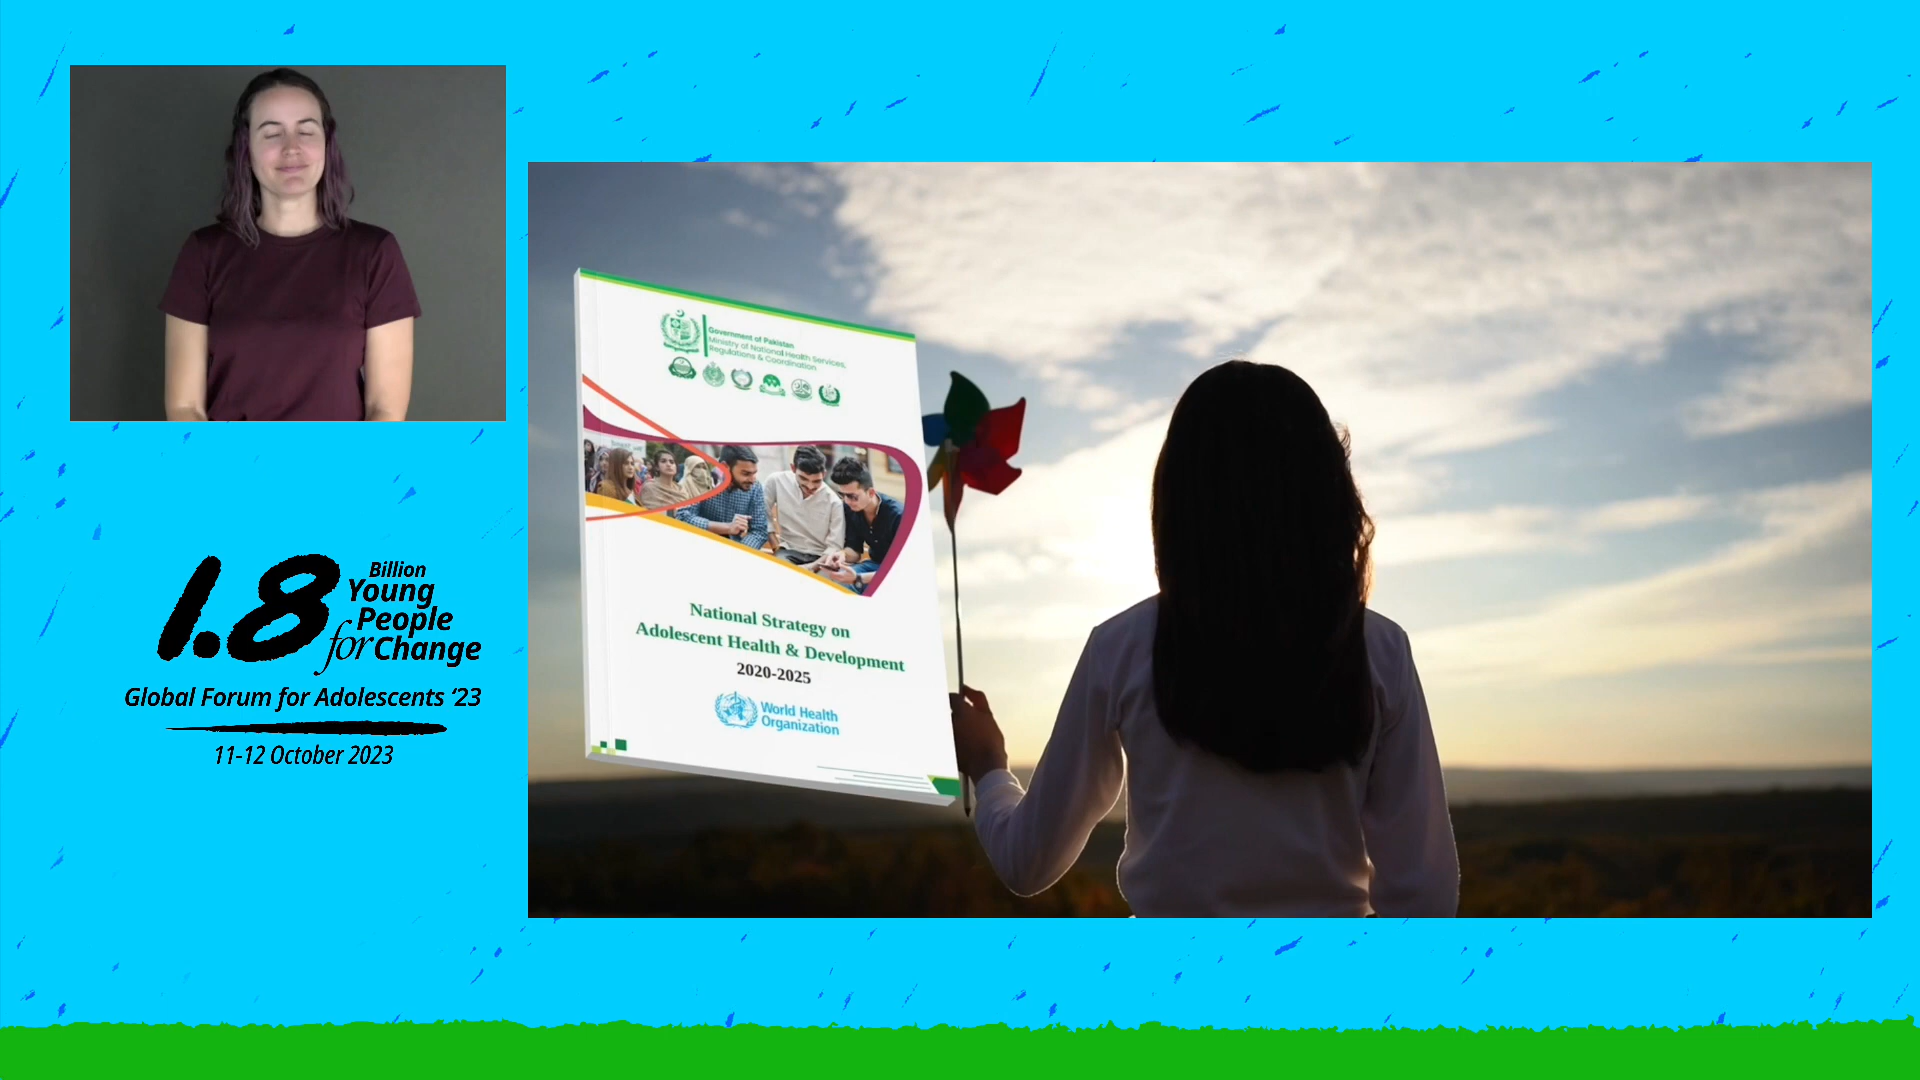 Government of Pakistan
Ministry of National Health Services,
Regulations & Coordination
National Strategy on
Adolescent Health & Development
2020-2025
World Health
Organization
1.8
Billion
Young
People
for Change
Global Forum for Adolescents ‘23
11-12 October 2023